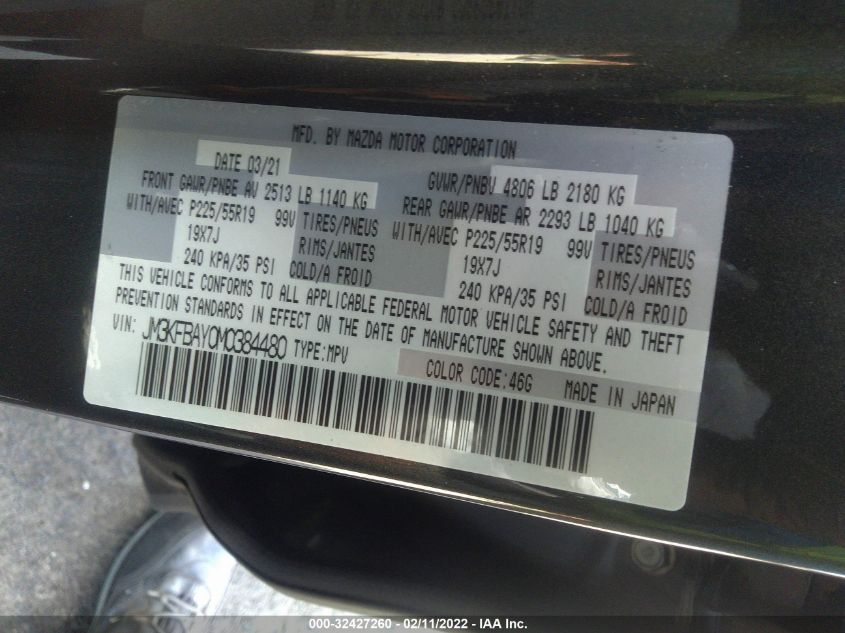 MFD. BY MAZDA MOTOR CORPORATION
DATE 03/21
GVWR/PNBV 4806 LB 2180 KG
FRONT GAWR/PNBE AV 2513 LB 1140 KG
REAR GAWR/PNBE AR 2293 LB 1040 KG
WITH/AVEC P225/55R19 99V TIRES/PNEUS
WITH/AVEC P225/55R19 99V TIRES/PNEUS
19X7J RIMS/JANTES
19X7J RIMS/JANTES
240 KPA/35 PSI COLD/A FROID
240 KPA/35 PSI COLD/A FROID
THIS VEHICLE CONFORMS TO ALL APPLICABLE FEDERAL MOTOR VEHICLE SAFETY AND THEFT
PREVENTION STANDARDS IN EFFECT ON THE DATE OF MANUFACTURE SHOWN ABOVE.
VIN: JM3KFBAY0M0384480 TYPE:MPV
COLOR CODE:46G MADE IN JAPAN
000-32427260 - 02/11/2022 - IAA Inc.